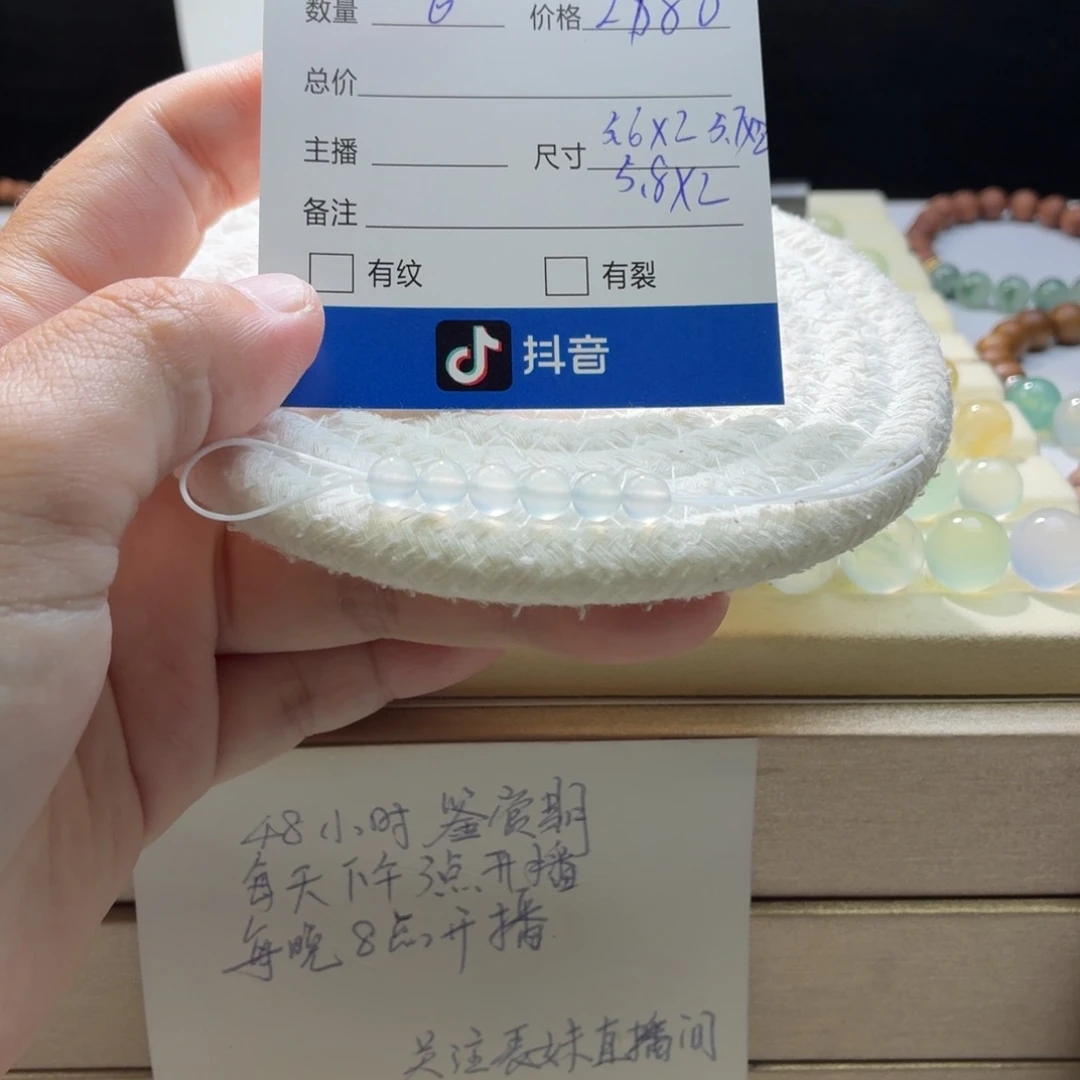 数量 6 价格 2880
总价
主播 尺寸 5.6X2 5.7X2
5.8X2
备注
有纹 有裂
抖音
48小时鉴赏期
每天下午3点开播
每晚8点开播
关注表妹直播间